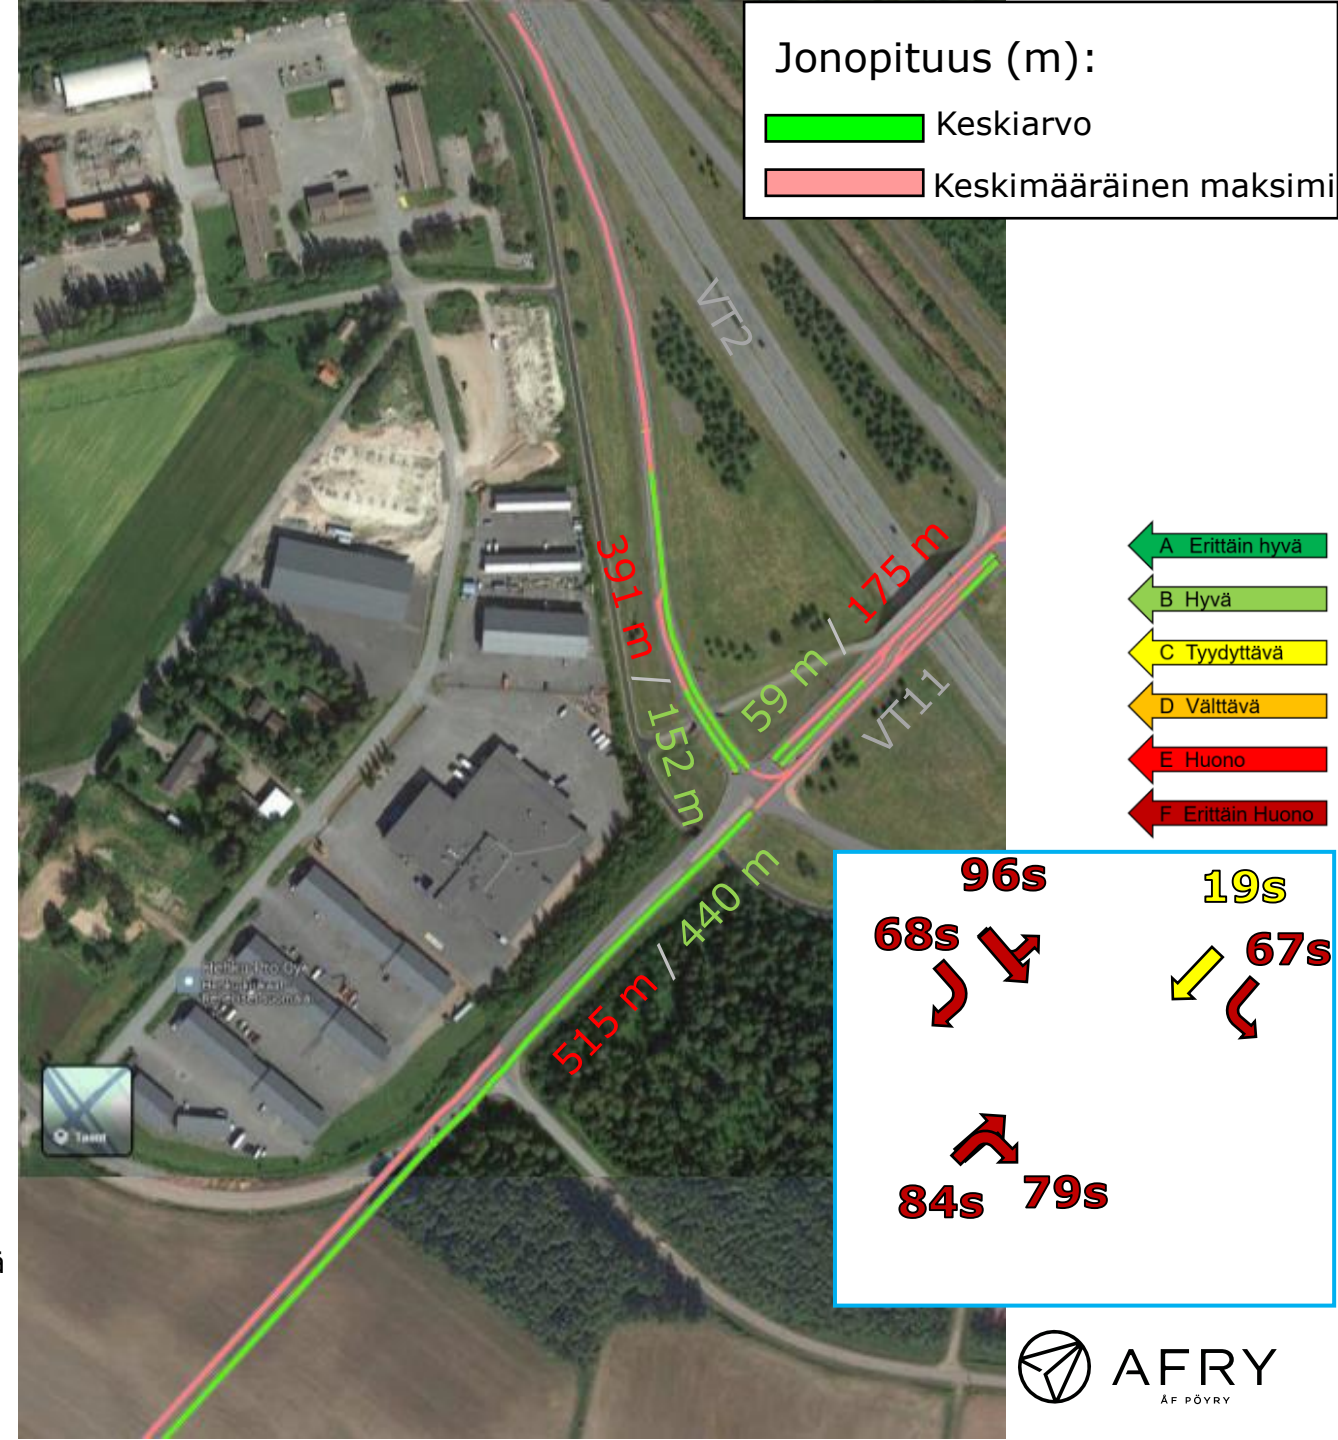 Jonopituus (m):
Keskiarvo
Keskimääräinen maksimi
VT2
391 m / 152 m
59 m / 175 m
VT11
515 m / 440 m
A Erittäin hyvä
B Hyvä
C Tyydyttävä
D Välttävä
E Huono
F Erittäin Huono
96s
19s
68s
67s
84s
79s
ä
AFRY
ÅF PÖYRY